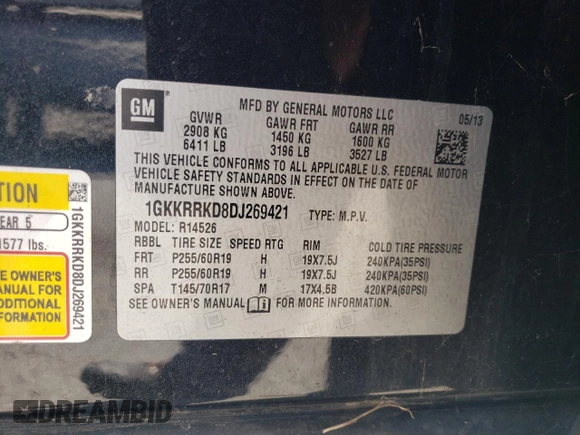 GM
MFD BY GENERAL MOTORS LLC
05/13
GVWR GAWR FRT GAWR RR
2908 KG 1450 KG 1600 KG
6411 LB 3196 LB 3527 LB
THIS VEHICLE CONFORMS TO ALL APPLICABLE U.S. FEDERAL MOTOR
VEHICLE SAFETY STANDARDS IN EFFECT ON THE DATE OF
MANUFACTURE SHOWN ABOVE.
1GKKRRKD8DJ269421 TYPE: M.P.V.
MODEL: R14526
RBBL TIRE SIZE SPEED RTG RIM COLD TIRE PRESSURE
FRT P255/60R19 H 19X7.5J 240KPA(35PSI)
RR P255/60R19 H 19X7.5J 240KPA(35PSI)
SPA T145/70R17 M 17X4.5B 420KPA(60PSI)
SEE OWNER'S MANUAL FOR MORE INFORMATION.
TION
EAR 5
1577 lbs.
OWNER'S
MANUAL FOR
ADDITIONAL
FORMATION
1GKKRRKD8DJ269421
DREAMBID